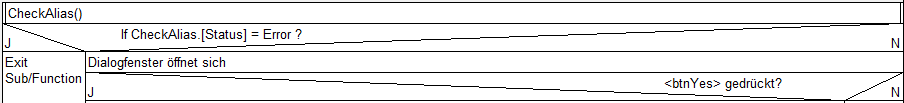 CheckAlias()
If CheckAlias.[Status] = Error ?
J
N
Exit
Sub/Function
Dialogfenster öffnet sich
<btnYes> gedrückt?
J
N